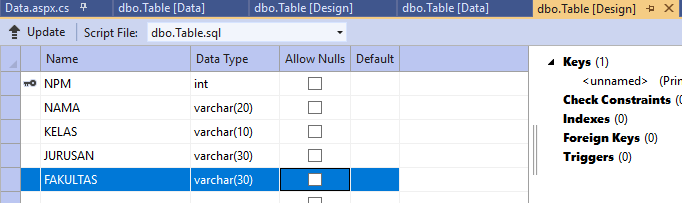 Data.aspx.cs dbo.Table [Data] dbo.Table [Design] dbo.Table [Data] dbo.Table [Design]
Update Script File: dbo.Table.sql
Name Data Type Allow Nulls Default
NPM int
NAMA varchar(20)
KELAS varchar(10)
JURUSAN varchar(30)
FAKULTAS varchar(30)
Keys (1)
<unnamed> (Prin
Check Constraints (0)
Indexes (0)
Foreign Keys (0)
Triggers (0)